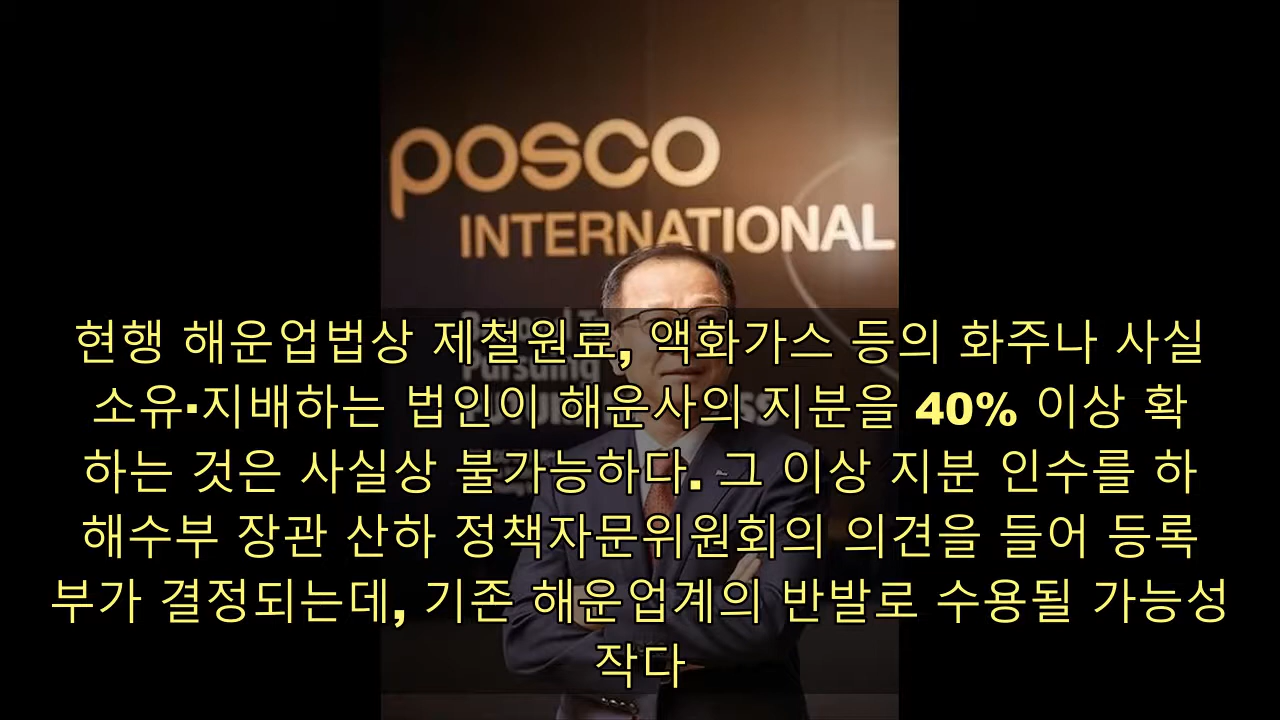 posco
INTERNATIONAL
현행 해운업법상 제철원료, 액화가스 등의 화주나 사실
소유·지배하는 법인이 해운사의 지분을 40% 이상 확
하는 것은 사실상 불가능하다. 그 이상 지분 인수를 하
해수부 장관 산하 정책자문위원회의 의견을 들어 등록
부가 결정되는데, 기존 해운업계의 반발로 수용될 가능성
작다